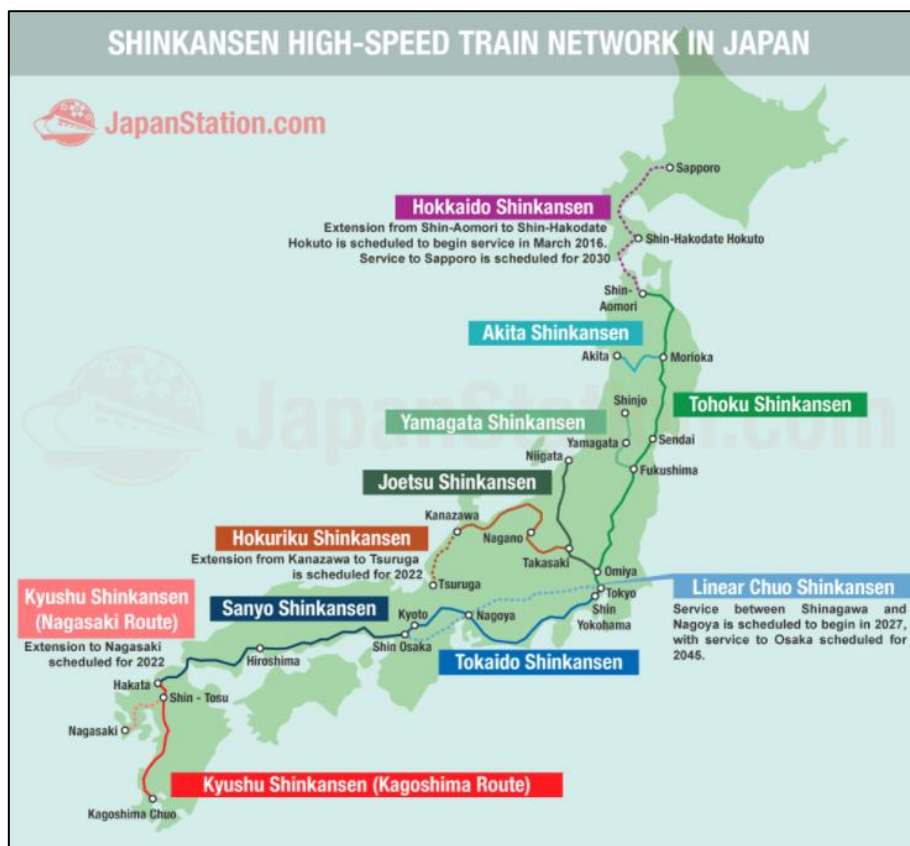 SHINKANSEN HIGH-SPEED TRAIN NETWORK IN JAPAN
JapanStation.com
Sapporo
Hokkaido Shinkansen
Extension from Shin-Aomori to Shin-Hakodate
Hokuto is scheduled to begin service in March 2016.
Service to Sapporo is scheduled for 2030
Shin-Hakodate Hokuto
Shin-
Aomori
Akita Shinkansen
Akita
Morioka
JapanStation.com
Shinjo
Tohoku Shinkansen
Yamagata Shinkansen
Yamagata
Sendai
Niigata
Fukushima
Joetsu Shinkansen
Kanazawa
Hokuriku Shinkansen
Nagano
Extension from Kanazawa to Tsuruga
is scheduled for 2022
Takasaki
Omiya
Tsuruga
Tokyo
Linear Chuo Shinkansen
Service between Shinagawa and
Nagoya is scheduled to begin in 2027,
with service to Osaka scheduled for
2045.
Kyushu Shinkansen
(Nagasaki Route)
Extension to Nagasaki
scheduled for 2022
Sanyo Shinkansen
Kyoto
Nagoya
Shin
Yokohama
Shin Osaka
Hiroshima
Tokaido Shinkansen
Hakata
Shin - Tosu
Nagasaki
Kyushu Shinkansen (Kagoshima Route)
Kagoshima Chuo